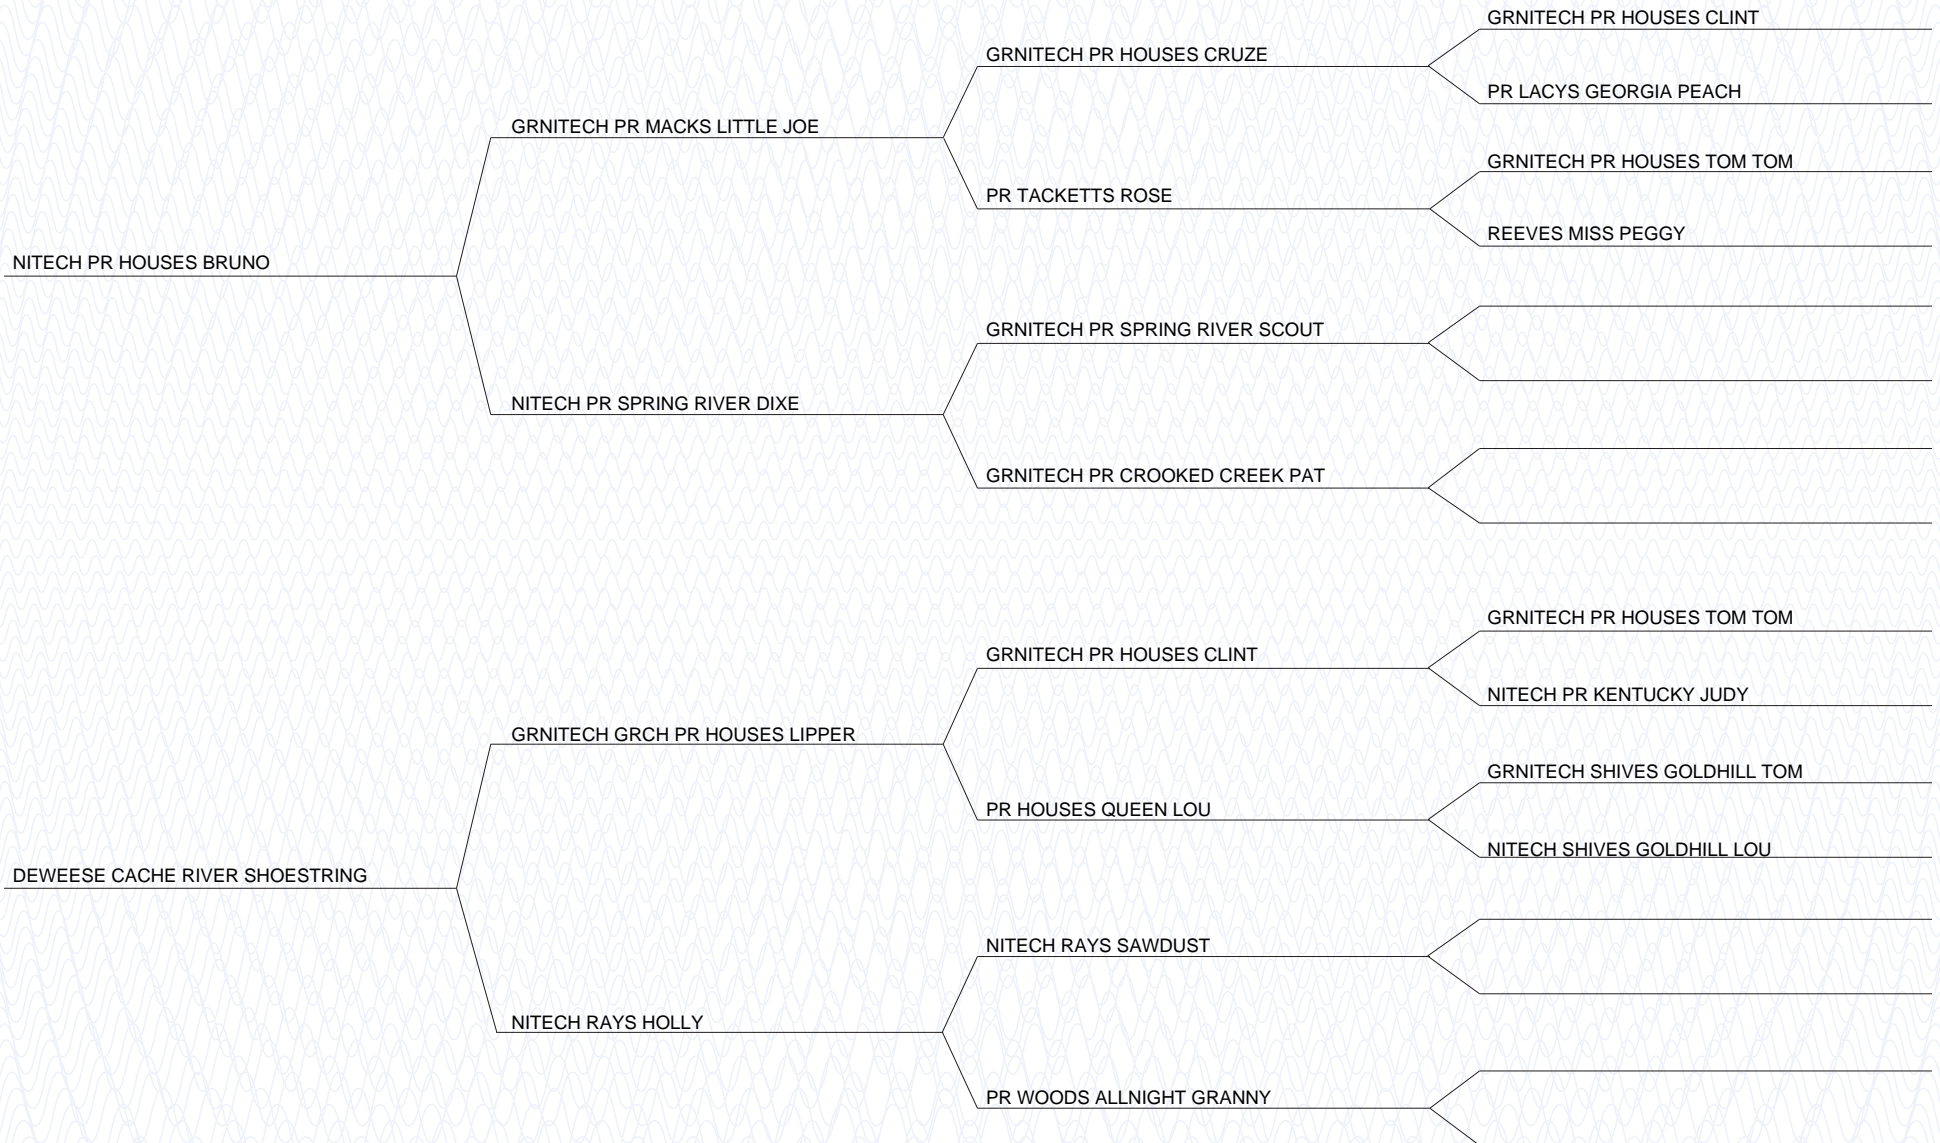 GRNITECH PR HOUSES CLINT
GRNITECH PR HOUSES CRUZE
PR LACYS GEORGIA PEACH
GRNITECH PR MACKS LITTLE JOE
GRNITECH PR HOUSES TOM TOM
PR TACKETTS ROSE
REEVES MISS PEGGY
NITECH PR HOUSES BRUNO
GRNITECH PR SPRING RIVER SCOUT
NITECH PR SPRING RIVER DIXE
GRNITECH PR CROOKED CREEK PAT
GRNITECH PR HOUSES TOM TOM
GRNITECH PR HOUSES CLINT
NITECH PR KENTUCKY JUDY
GRNITECH GRCH PR HOUSES LIPPER
GRNITECH SHIVES GOLDHILL TOM
PR HOUSES QUEEN LOU
NITECH SHIVES GOLDHILL LOU
DEWEESE CACHE RIVER SHOESTRING
NITECH RAYS SAWDUST
NITECH RAYS HOLLY
PR WOODS ALLNIGHT GRANNY